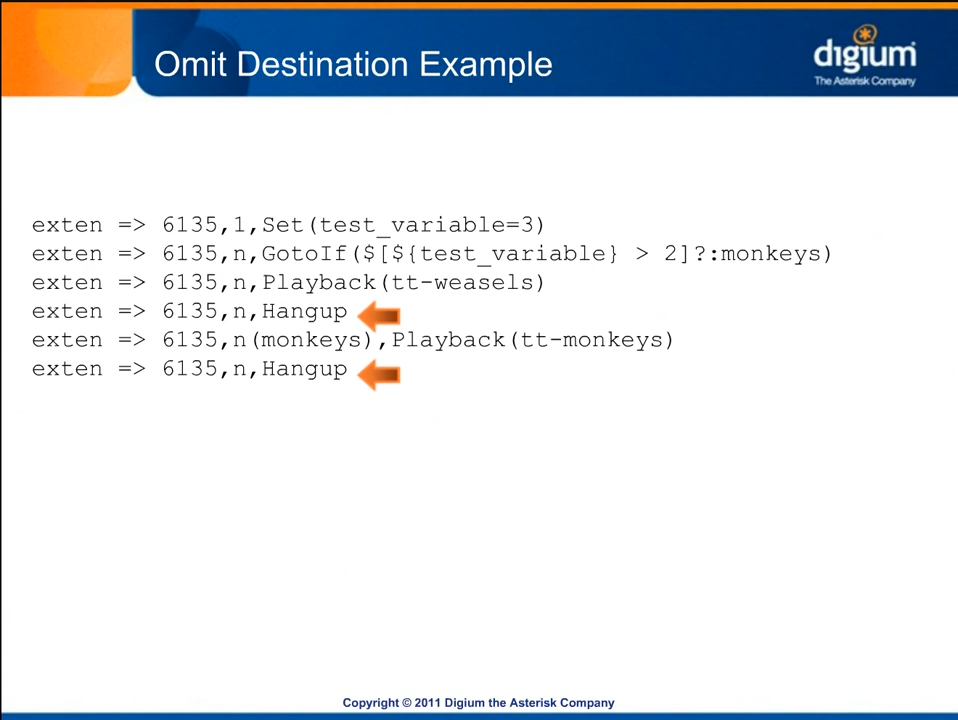 Omit Destination Example
digium
The Asterisk Company
exten => 6135,1,Set(test_variable=3)
exten => 6135,n,GotoIf($[${test_variable} > 2]?:monkeys)
exten => 6135,n,Playback(tt-weasels)
exten => 6135,n,Hangup
exten => 6135,n(monkeys),Playback(tt-monkeys)
exten => 6135,n,Hangup
Copyright © 2011 Digium the Asterisk Company